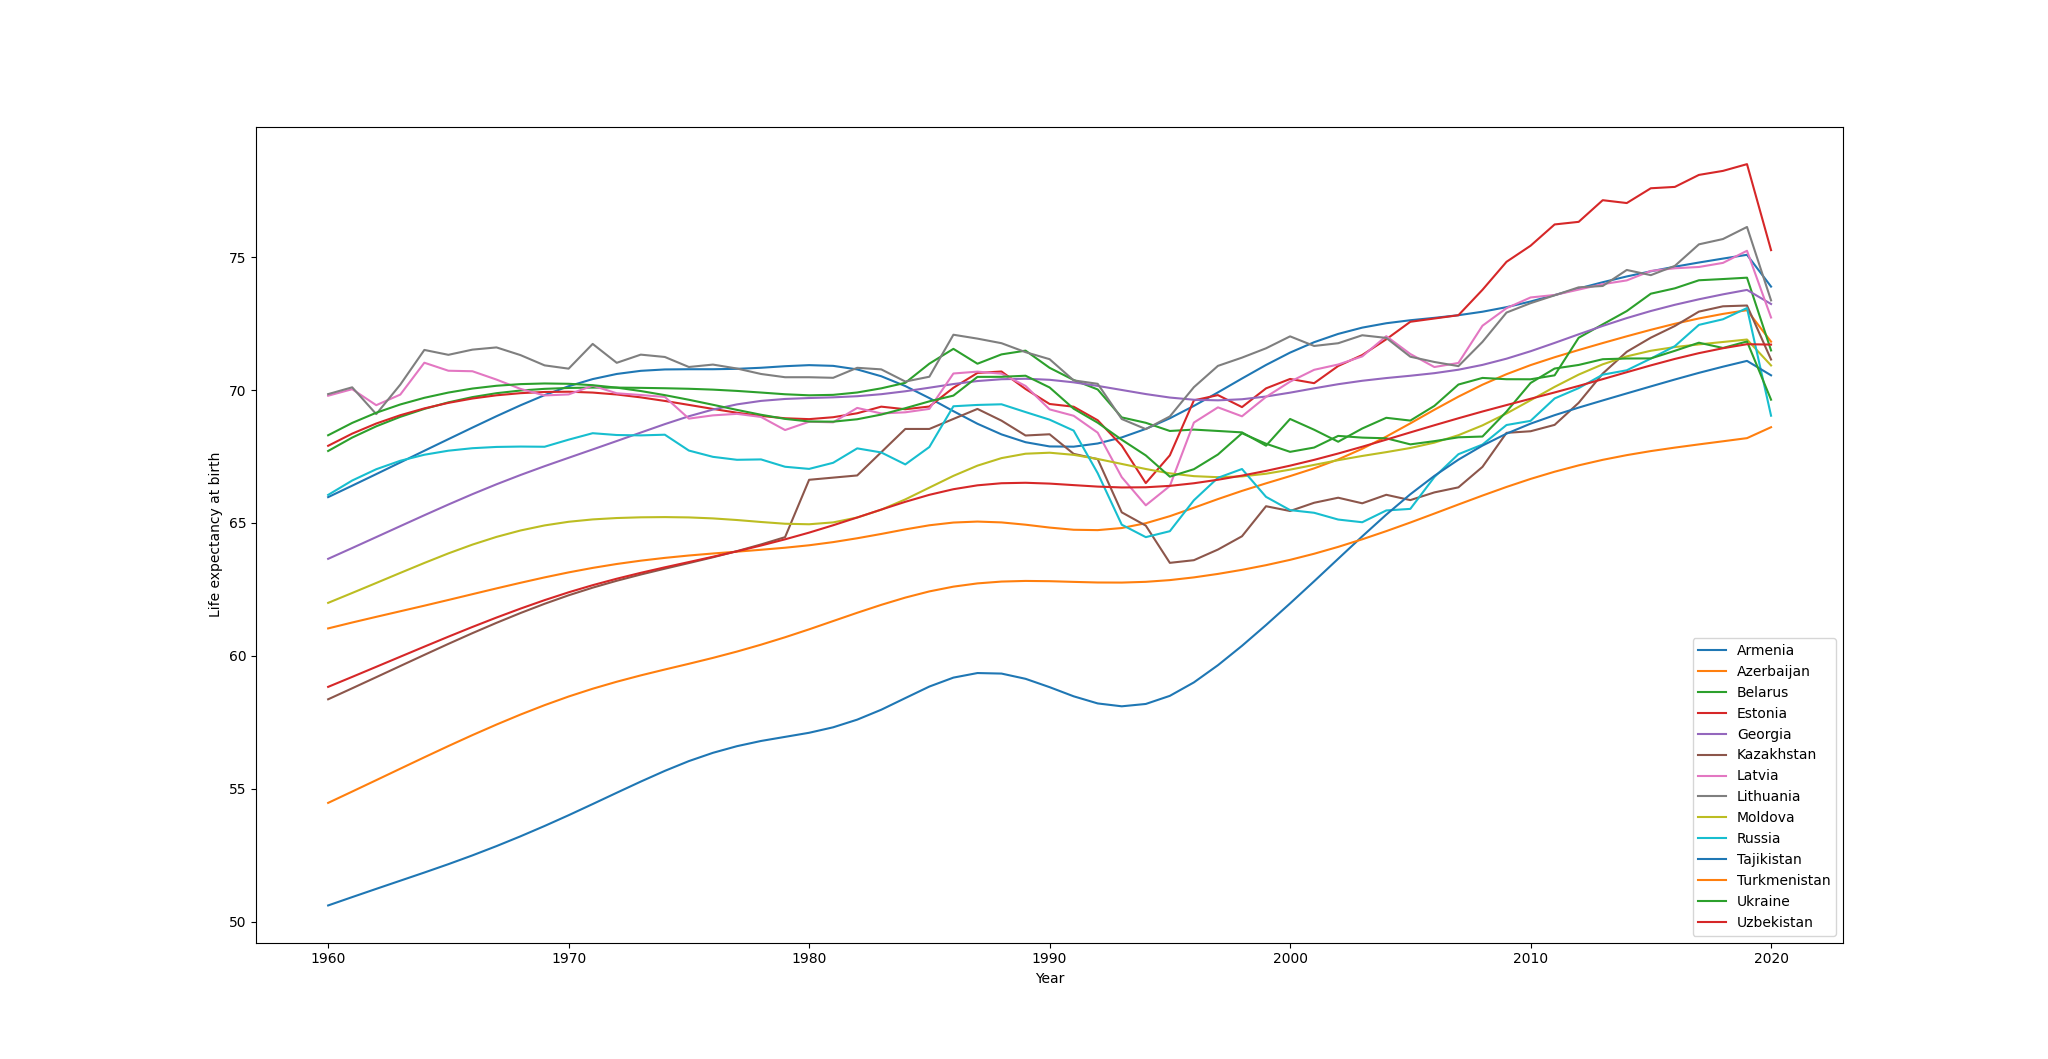 Life expectancy at birth
75
70
65
60
55
50
1960
1970
1980
1990
2000
2010
2020
Year
Armenia
Azerbaijan
Belarus
Estonia
Georgia
Kazakhstan
Latvia
Lithuania
Moldova
Russia
Tajikistan
Turkmenistan
Ukraine
Uzbekistan